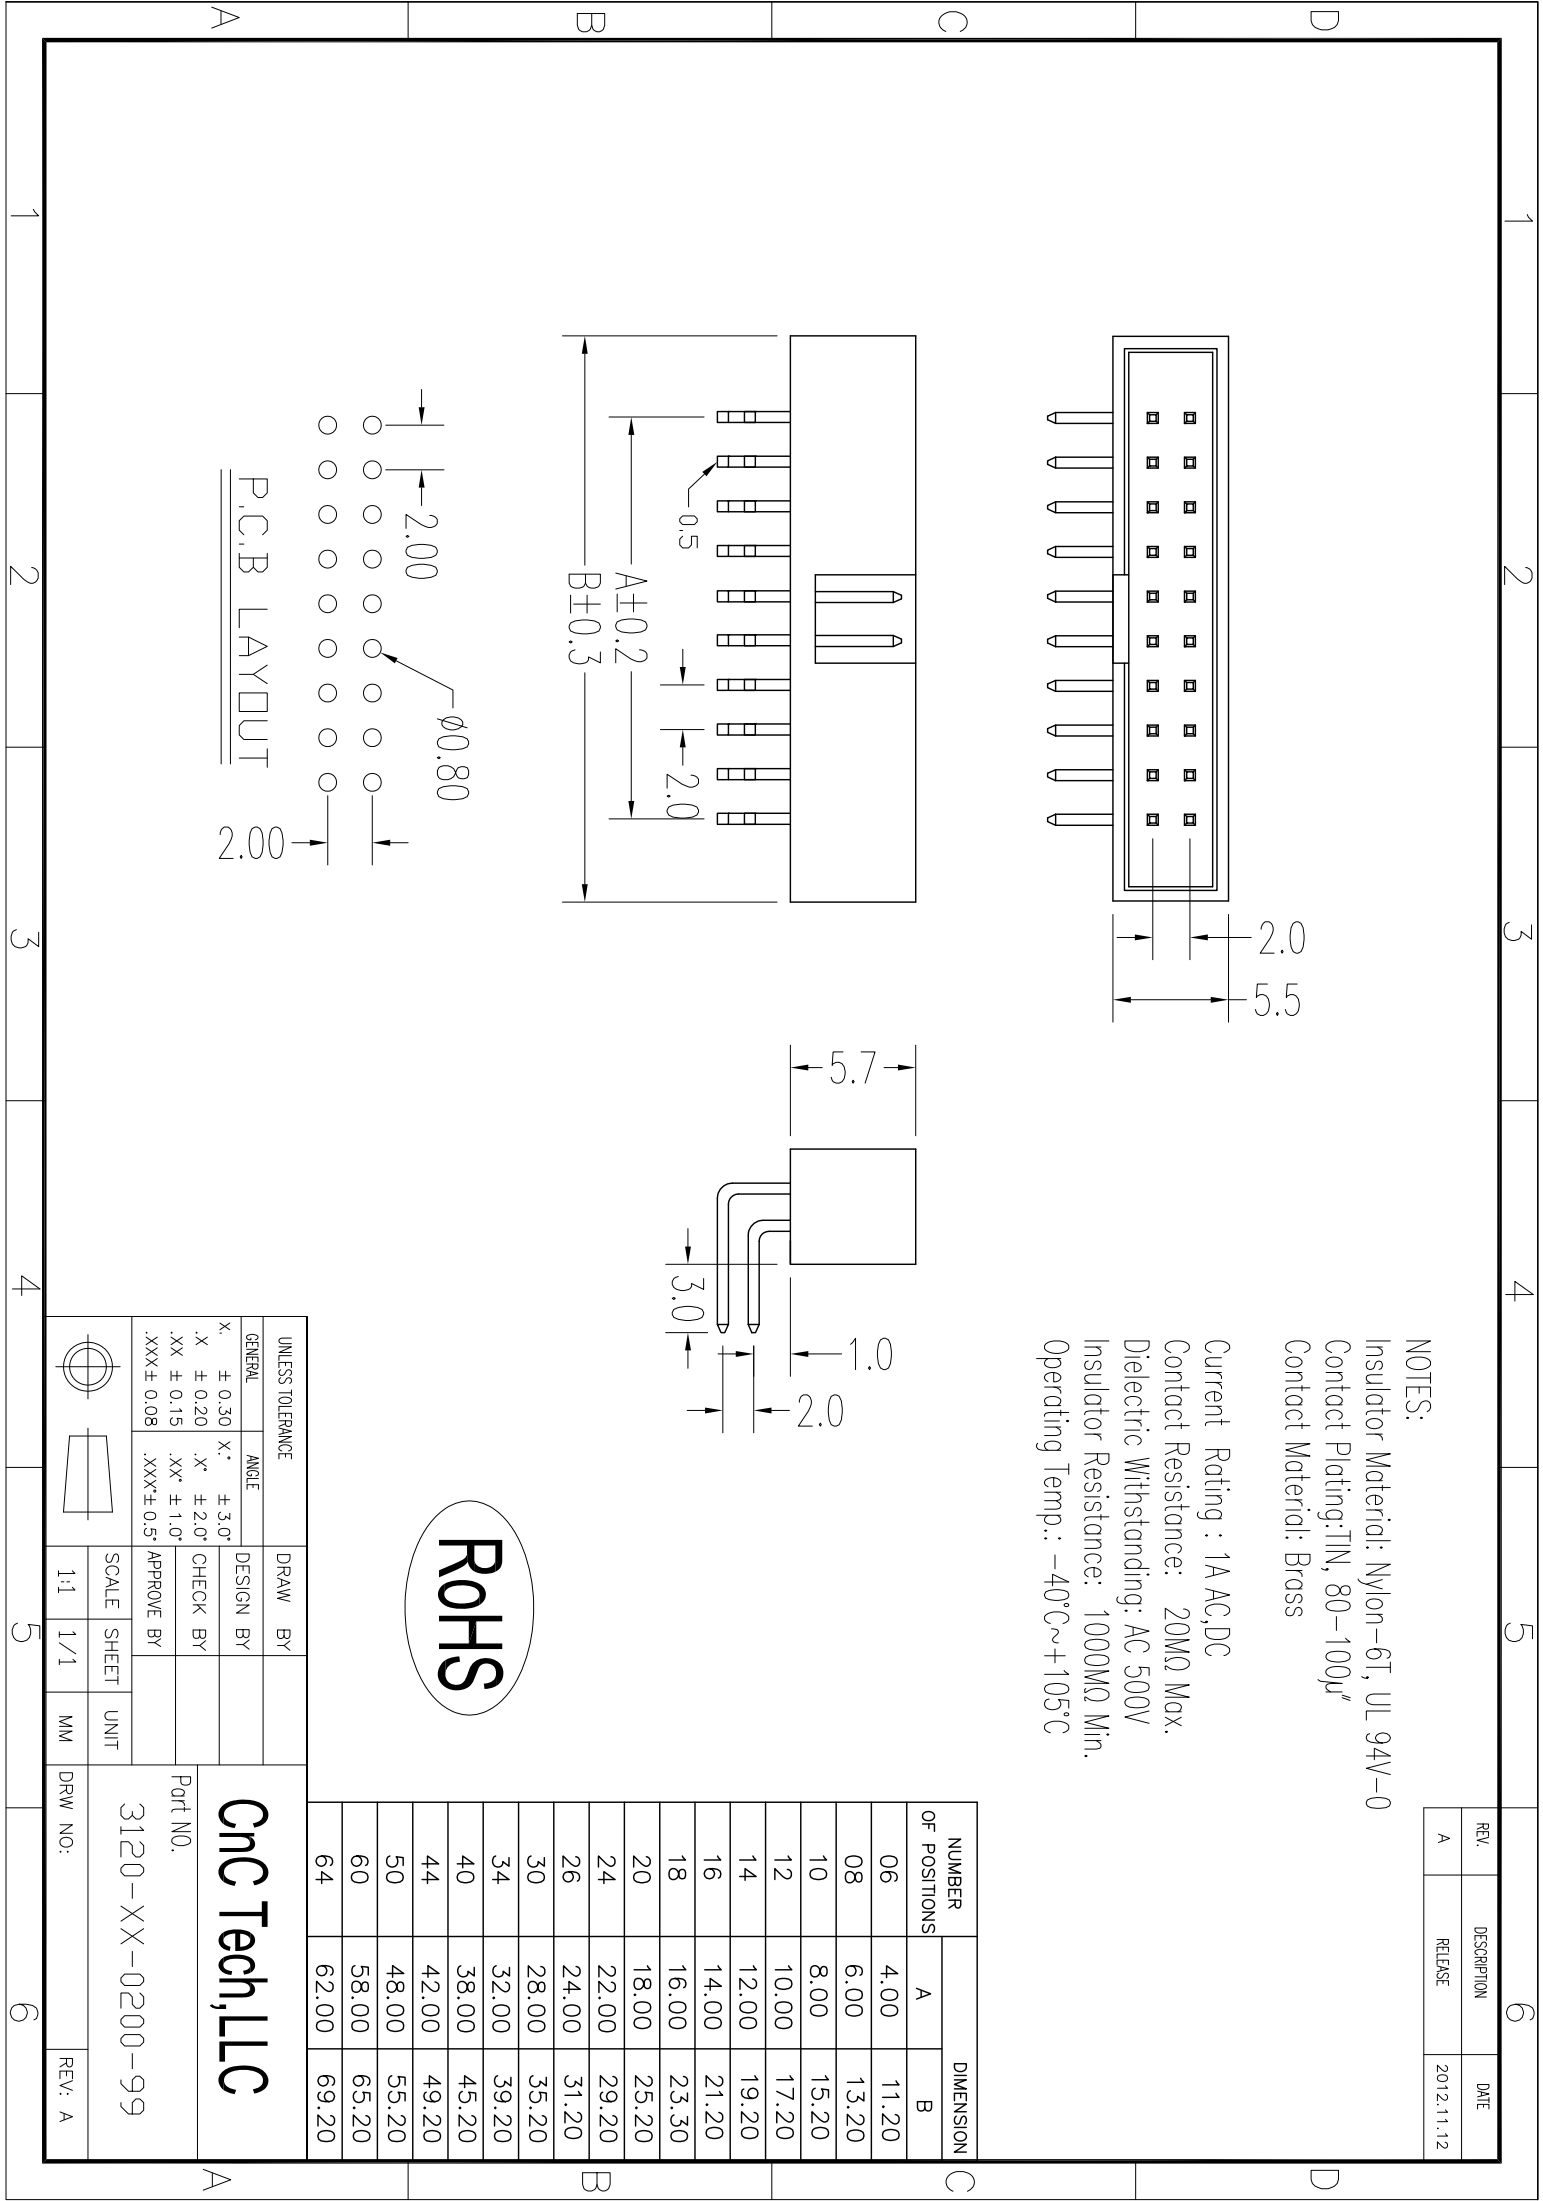 1 2 3 4 5 6
D
C
B
A
REV. DESCRIPTION DATE
A RELEASE 2012.11.12
NOTES:
Insulator Material: Nylon-6T, UL 94V-0
Contact Plating:TIN, 80-100µ"
Contact Material: Brass
Current Rating : 1A AC,DC
Contact Resistance: 20MΩ Max.
Dielectric Withstanding: AC 500V
Insulator Resistance: 1000MΩ Min.
Operating Temp.: -40°C~+105°C
2.0
5.5
5.7
1.0
2.0
3.0
0.5
2.0
A±0.2
B±0.3
2.00
Ø0.80
2.00
P.C.B LAYOUT
RoHS
NUMBER OF POSITIONS DIMENSION
A B
06 4.00 11.20
08 6.00 13.20
10 8.00 15.20
12 10.00 17.20
14 12.00 19.20
16 14.00 21.20
18 16.00 23.30
20 18.00 25.20
24 22.00 29.20
26 24.00 31.20
30 28.00 35.20
34 32.00 39.20
40 38.00 45.20
44 42.00 49.20
50 48.00 55.20
60 58.00 65.20
64 62.00 69.20
UNLESS TOLERANCE
GENERAL ANGLE
X. ± 0.30 X.° ± 3.0°
.X ± 0.20 .X° ± 2.0°
.XX ± 0.15 .XX° ± 1.0°
.XXX± 0.08 .XXX°± 0.5°
DRAW BY
DESIGN BY
CHECK BY
APPROVE BY
SCALE SHEET UNIT
1:1 1/1 MM
CnC Tech,LLC
Part NO.
3120-XX-0200-99
DRW NO: REV: A
D
C
B
A
1 2 3 4 5 6